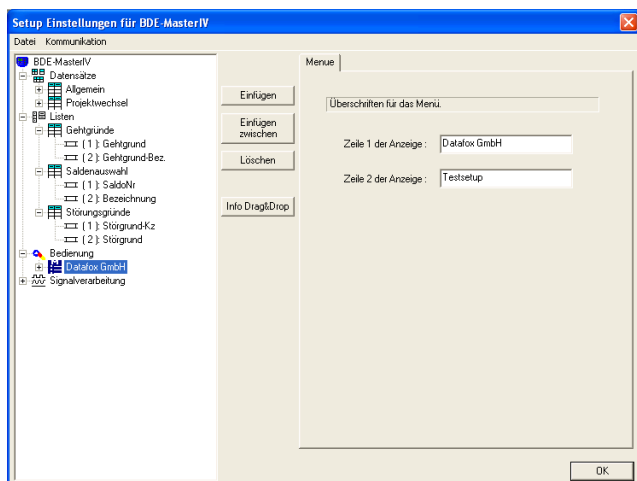 Setup Einstellungen für BDE-MasterIV
Datei Kommunikation
BDE-MasterIV
Datensätze
Allgemein
Projektwechsel
Listen
Gehtgründe
( 1 ): Gehtgrund
( 2 ): Gehtgrund-Bez.
Saldenauswahl
( 1 ): SaldoNr
( 2 ): Bezeichnung
Störungsgründe
( 1 ): Störgrund-Kz
( 2 ): Störgrund
Bedienung
Datafox GmbH
Signalverarbeitung
Einfügen
Einfügen
zwischen
Löschen
Info Drag&Drop
Menue
Überschriften für das Menü.
Zeile 1 der Anzeige : Datafox GmbH
Zeile 2 der Anzeige : Testsetup
OK